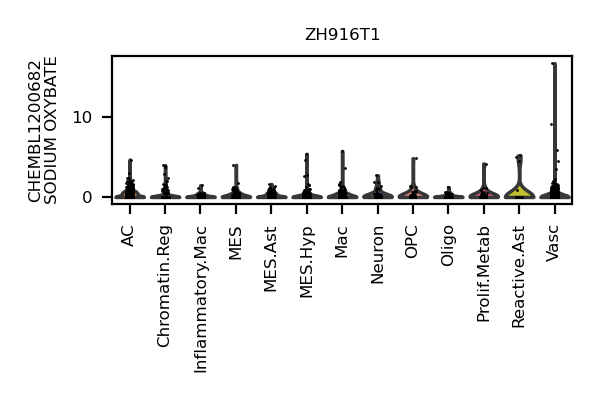 ZH916T1
CHEMBL1200682
SODIUM OXYBATE
10
0
AC
Chromatin.Reg
Inflammatory.Mac
MES
MES.Ast
MES.Hyp
Mac
Neuron
OPC
Oligo
Prolif.Metab
Reactive.Ast
Vasc